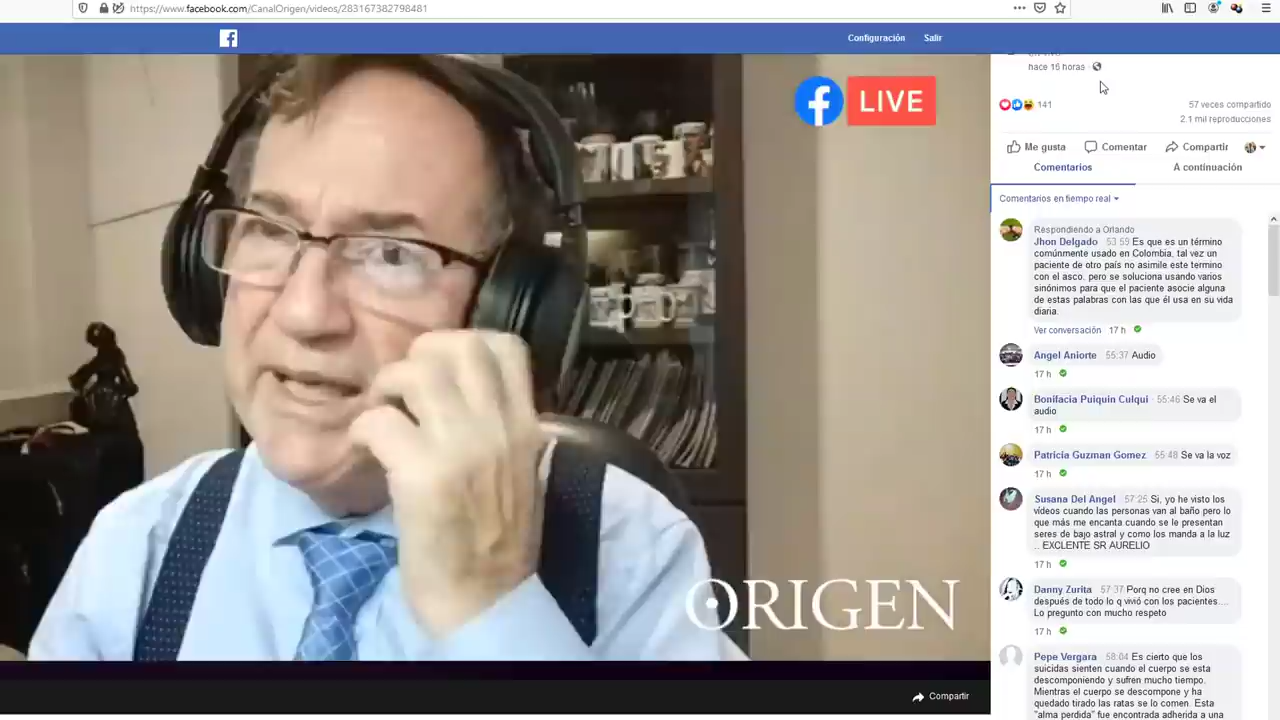 https://www.facebook.com/CanalOrigen/videos/283167382798481
Configuración
Salir
LIVE
ORIGEN
Compartir
hace 16 horas
141
57 veces compartido
2.1 mil reproducciones
Me gusta
Comentar
Compartir
Comentarios
A continuación
Comentarios en tiempo real
Respondiendo a Orlando
Jhon Delgado 53:59 Es que es un término
comúnmente usado en Colombia, tal vez un
paciente de otro país no asimile este termino
con el asco, pero se soluciona usando varios
sinónimos para que el paciente asocie alguna
de estas palabras con las que él usa en su vida
diaria.
Ver conversación 17 h
Angel Aniorte 55:37 Audio
17 h
Bonifacia Puiquin Culqui · 55:46 Se va el
audio
17 h
Patricia Guzman Gomez 55:48 Se va la voz
17 h
Susana Del Angel 57:25 Si, yo he visto los
vídeos cuando las personas van al baño pero lo
que más me encanta cuando se le presentan
seres de bajo astral y como los manda a la luz
.. EXCLENTE SR AURELIO
17 h
Danny Zurita 57:37 Porq no cree en Dios
después de todo lo q vivió con los pacientes....
Lo pregunto con mucho respeto
17 h
Pepe Vergara 58:04 Es cierto que los
suicidas sienten cuando el cuerpo se esta
descomponiendo y sufren mucho tiempo.
Mientras el cuerpo se descompone y ha
quedado tirado las ratas se lo comen. Esta
"alma perdida" fue encontrada adherida a una